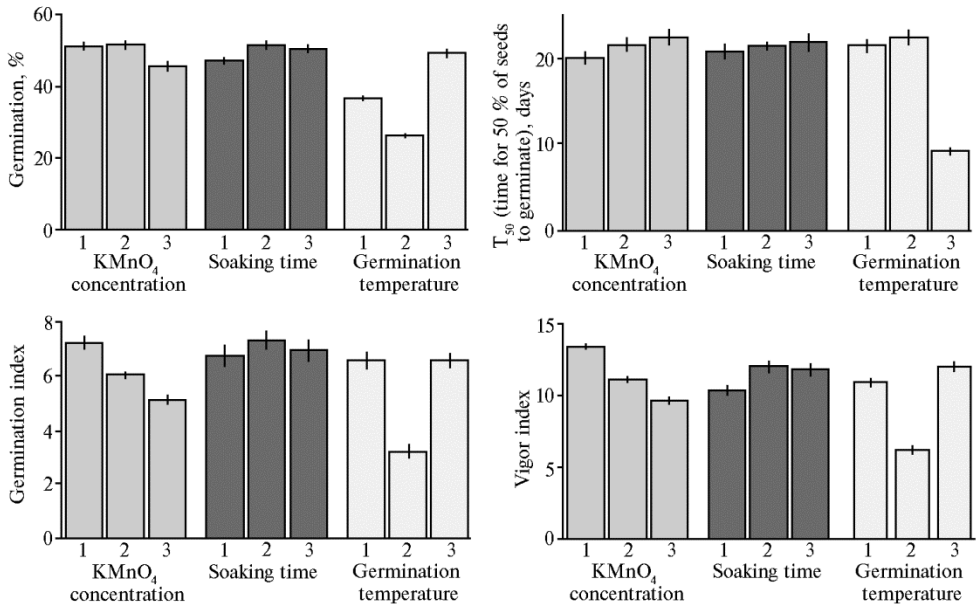 Germination, %
60
40
20
0
1 2 3 1 2 3 1 2 3
KMnO₄
concentration
Soaking time
Germination
temperature
T₅₀ (time for 50 % of seeds
to germinate), days
20
10
0
1 2 3 1 2 3 1 2 3
KMnO₄
concentration
Soaking time
Germination
temperature
Germination index
8
6
4
2
0
1 2 3 1 2 3 1 2 3
KMnO₄
concentration
Soaking time
Germination
temperature
Vigor index
15
10
5
0
1 2 3 1 2 3 1 2 3
KMnO₄
concentration
Soaking time
Germination
temperature